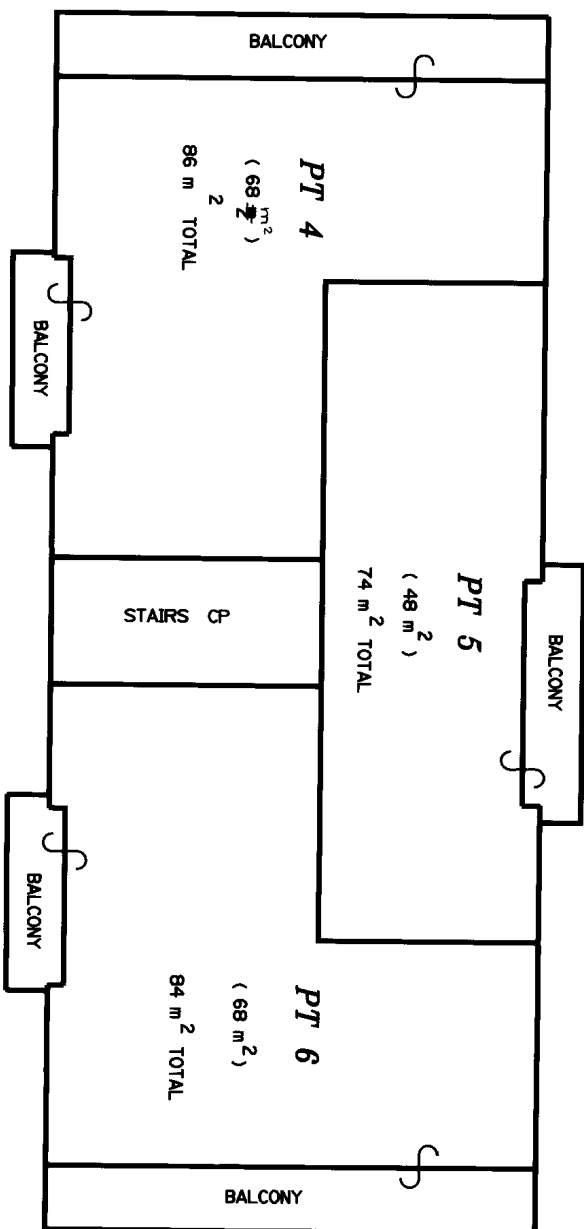 BALCONY
PT 4
( 68 m² )
86 m² TOTAL
BALCONY
PT 5
( 48 m² )
74 m² TOTAL
BALCONY
STAIRS CP
PT 6
( 68 m² )
84 m² TOTAL
BALCONY
BALCONY